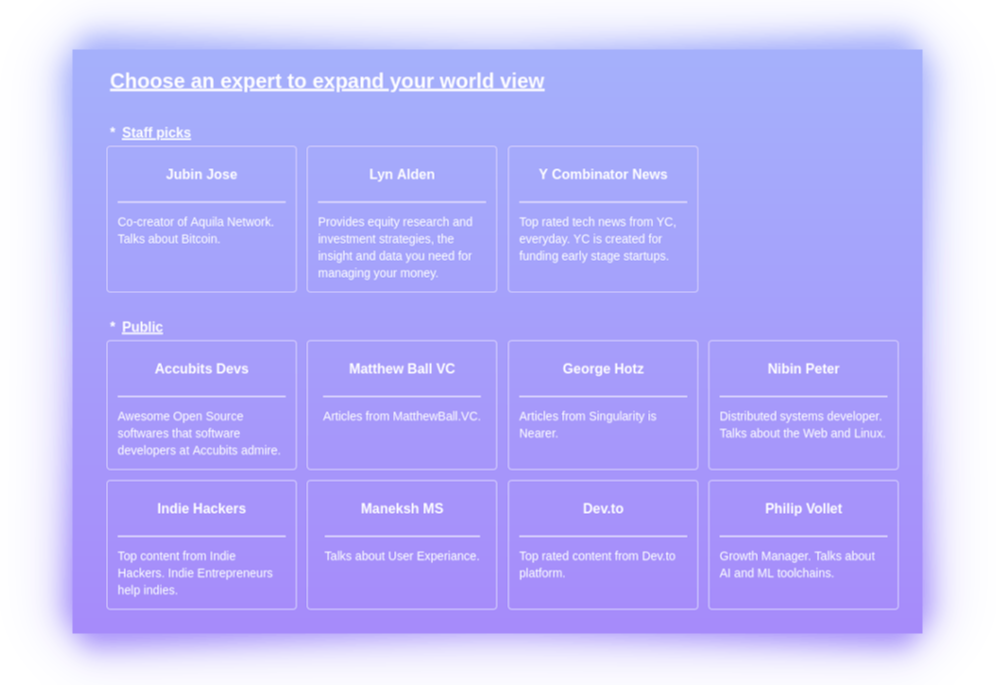 Choose an expert to expand your world view
* Staff picks
Jubin Jose
Co-creator of Aquila Network.
Talks about Bitcoin.
Lyn Alden
Provides equity research and
investment strategies, the
insight and data you need for
managing your money.
Y Combinator News
Top rated tech news from YC,
everyday. YC is created for
funding early stage startups.
* Public
Accubits Devs
Awesome Open Source
softwares that software
developers at Accubits admire.
Matthew Ball VC
Articles from MatthewBall.VC.
George Hotz
Articles from Singularity is
Nearer.
Nibin Peter
Distributed systems developer.
Talks about the Web and Linux.
Indie Hackers
Top content from Indie
Hackers. Indie Entrepreneurs
help indies.
Maneksh MS
Talks about User Experiance.
Dev.to
Top rated content from Dev.to
platform.
Philip Vollet
Growth Manager. Talks about
AI and ML toolchains.